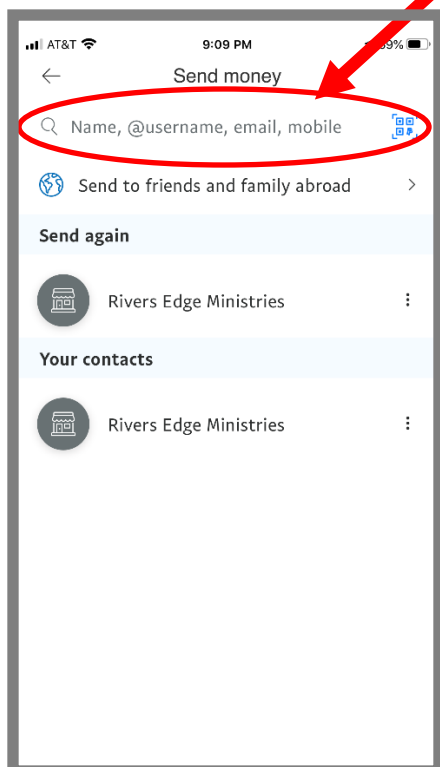 AT&T 9:09 PM 59%
Send money
Name, @username, email, mobile
Send to friends and family abroad
Send again
Rivers Edge Ministries
Your contacts
Rivers Edge Ministries